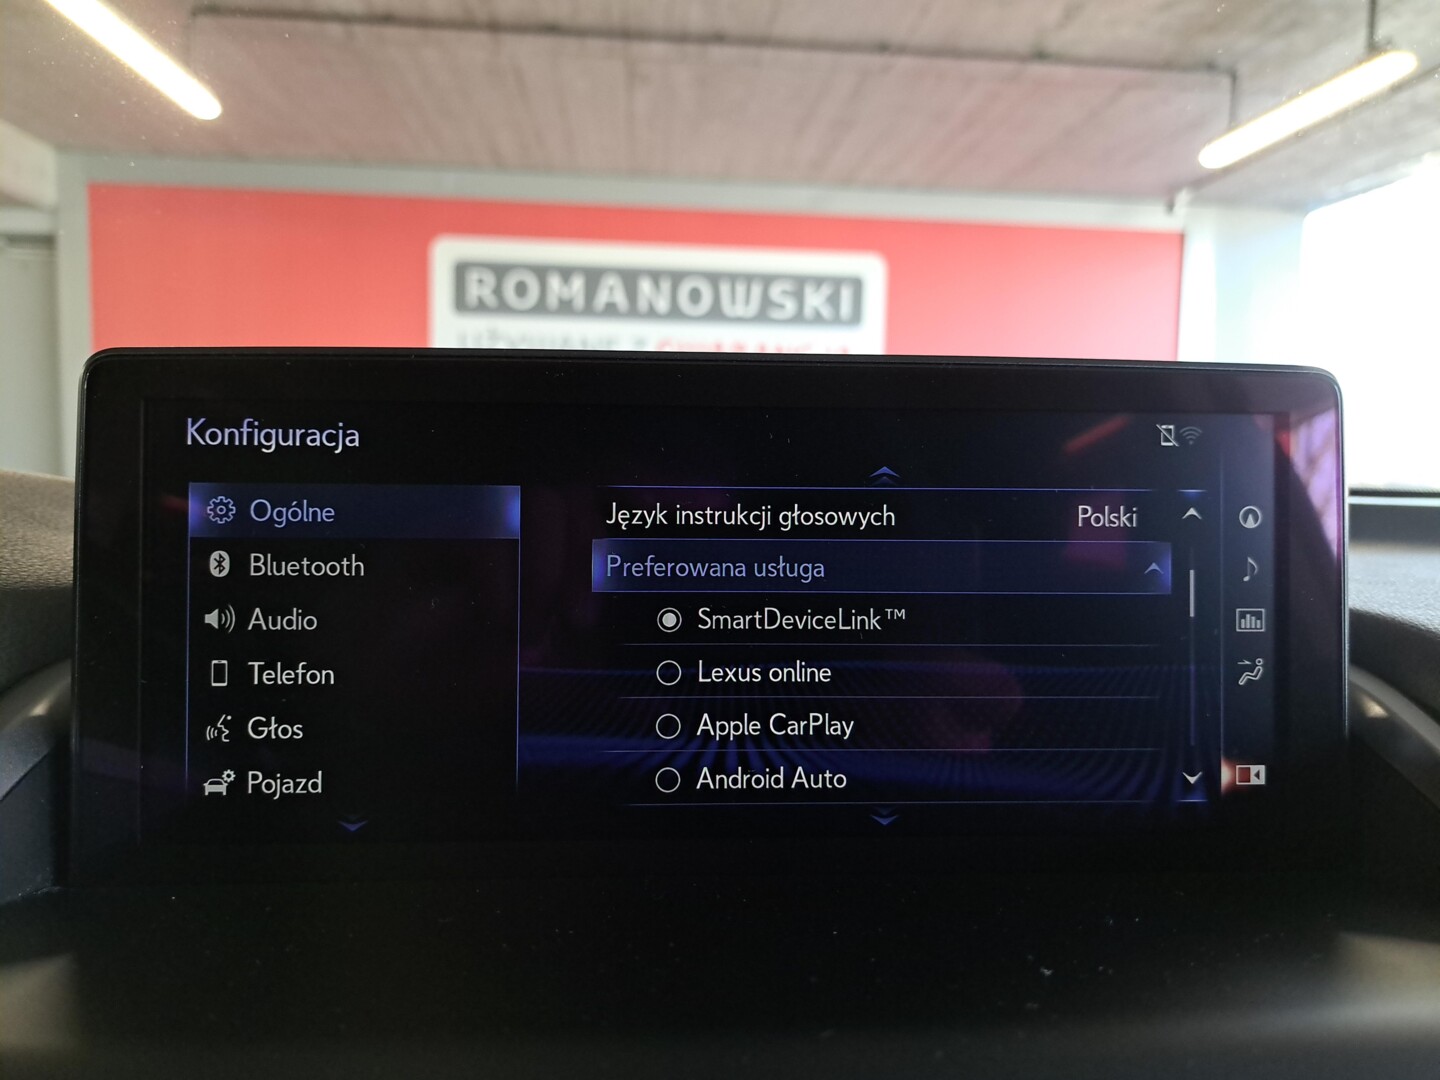 ROMANOWSKI
Konfiguracja
Ogólne
Bluetooth
Audio
Telefon
Głos
Pojazd
Język instrukcji głosowych Polski
Preferowana usługa
SmartDeviceLink™
Lexus online
Apple CarPlay
Android Auto